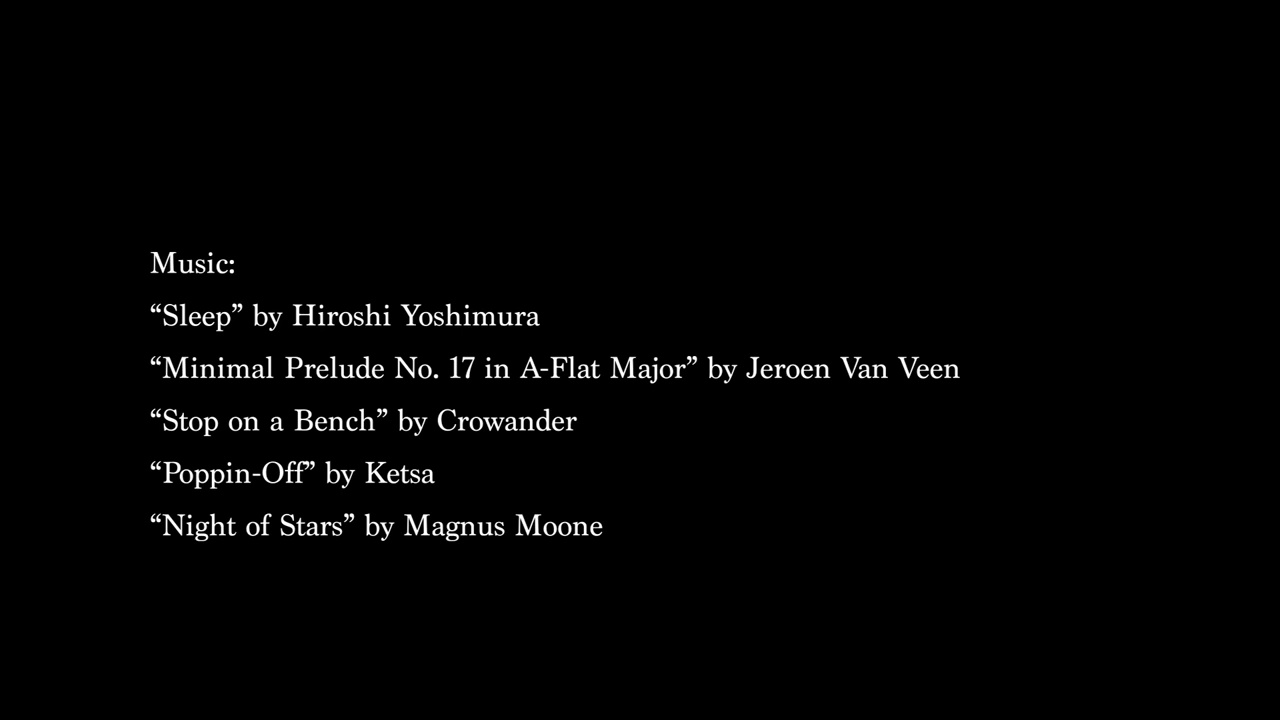 Music:
“Sleep” by Hiroshi Yoshimura
“Minimal Prelude No. 17 in A-Flat Major” by Jeroen Van Veen
“Stop on a Bench” by Crowander
“Poppin-Off” by Ketsa
“Night of Stars” by Magnus Moone